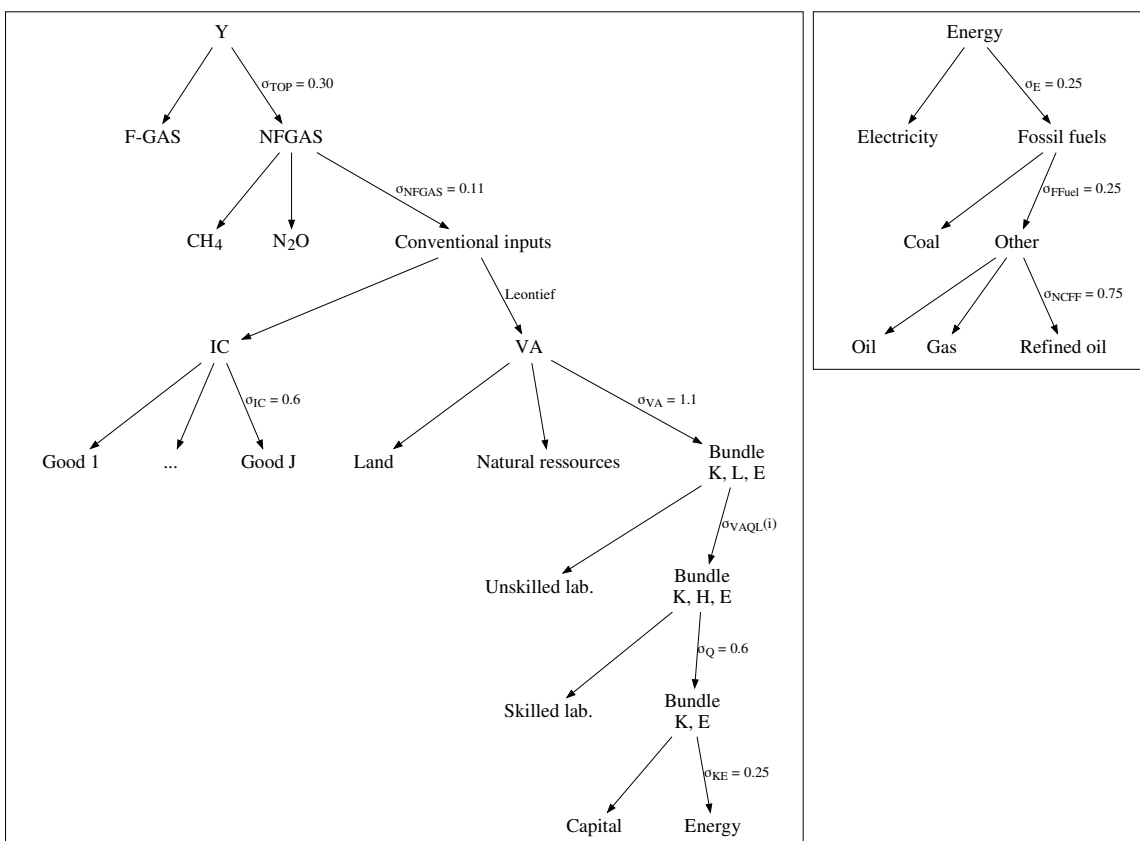 Y
σTOP = 0.30
F-GAS
NFGAS
σNFGAS = 0.11
CH4
N2O
Conventional inputs
Leontief
IC
VA
σIC = 0.6
σVA = 1.1
Good 1
...
Good J
Land
Natural ressources
Bundle
K, L, E
σVAQL(i)
Unskilled lab.
Bundle
K, H, E
σQ = 0.6
Skilled lab.
Bundle
K, E
σKE = 0.25
Capital
Energy
Energy
σE = 0.25
Electricity
Fossil fuels
σFFuel = 0.25
Coal
Other
σNCFF = 0.75
Oil
Gas
Refined oil